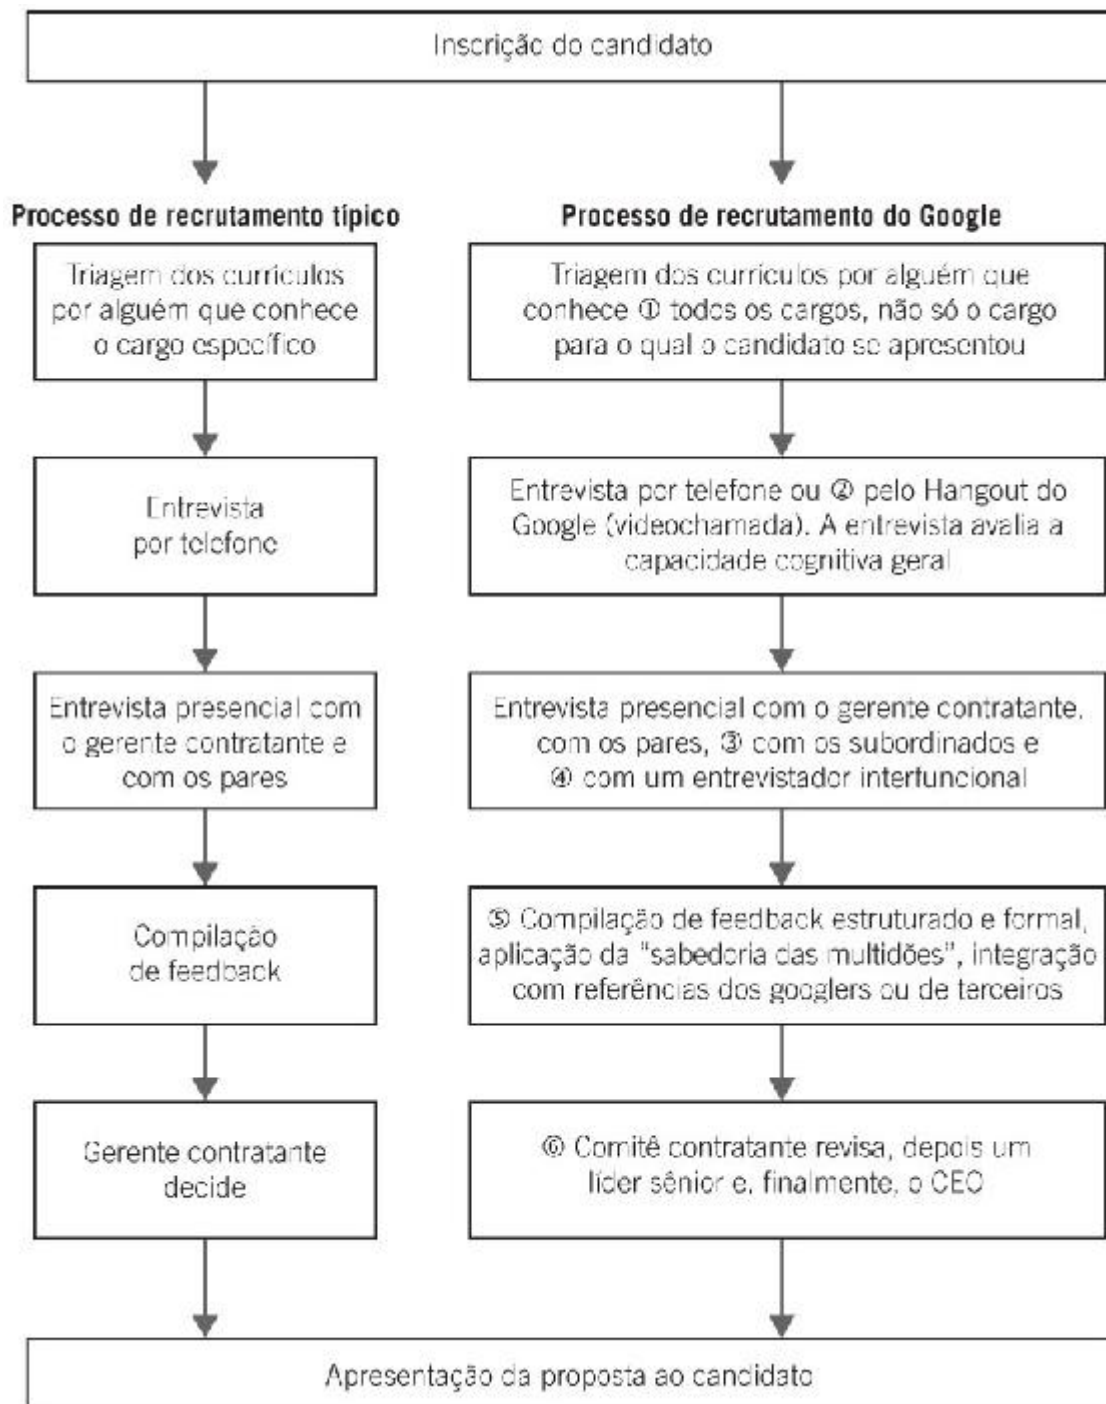 Inscrição do candidato
Processo de recrutamento típico
Triagem dos currículos
por alguém que conhece
o cargo específico
Entrevista
por telefone
Entrevista presencial com
o gerente contratante e
com os pares
Compilação
de feedback
Gerente contratante
decide
Processo de recrutamento do Google
Triagem dos currículos por alguém que
conhece ① todos os cargos, não só o cargo
para o qual o candidato se apresentou
Entrevista por telefone ou ② pelo Hangout do
Google (videochamada). A entrevista avalia a
capacidade cognitiva geral
Entrevista presencial com o gerente contratante,
com os pares, ③ com os subordinados e
④ com um entrevistador interfuncional
⑤ Compilação de feedback estruturado e formal,
aplicação da “sabedoria das multidões”, integração
com referências dos googlers ou de terceiros
⑥ Comitê contratante revisa, depois um
líder sênior e, finalmente, o CEO
Apresentação da proposta ao candidato